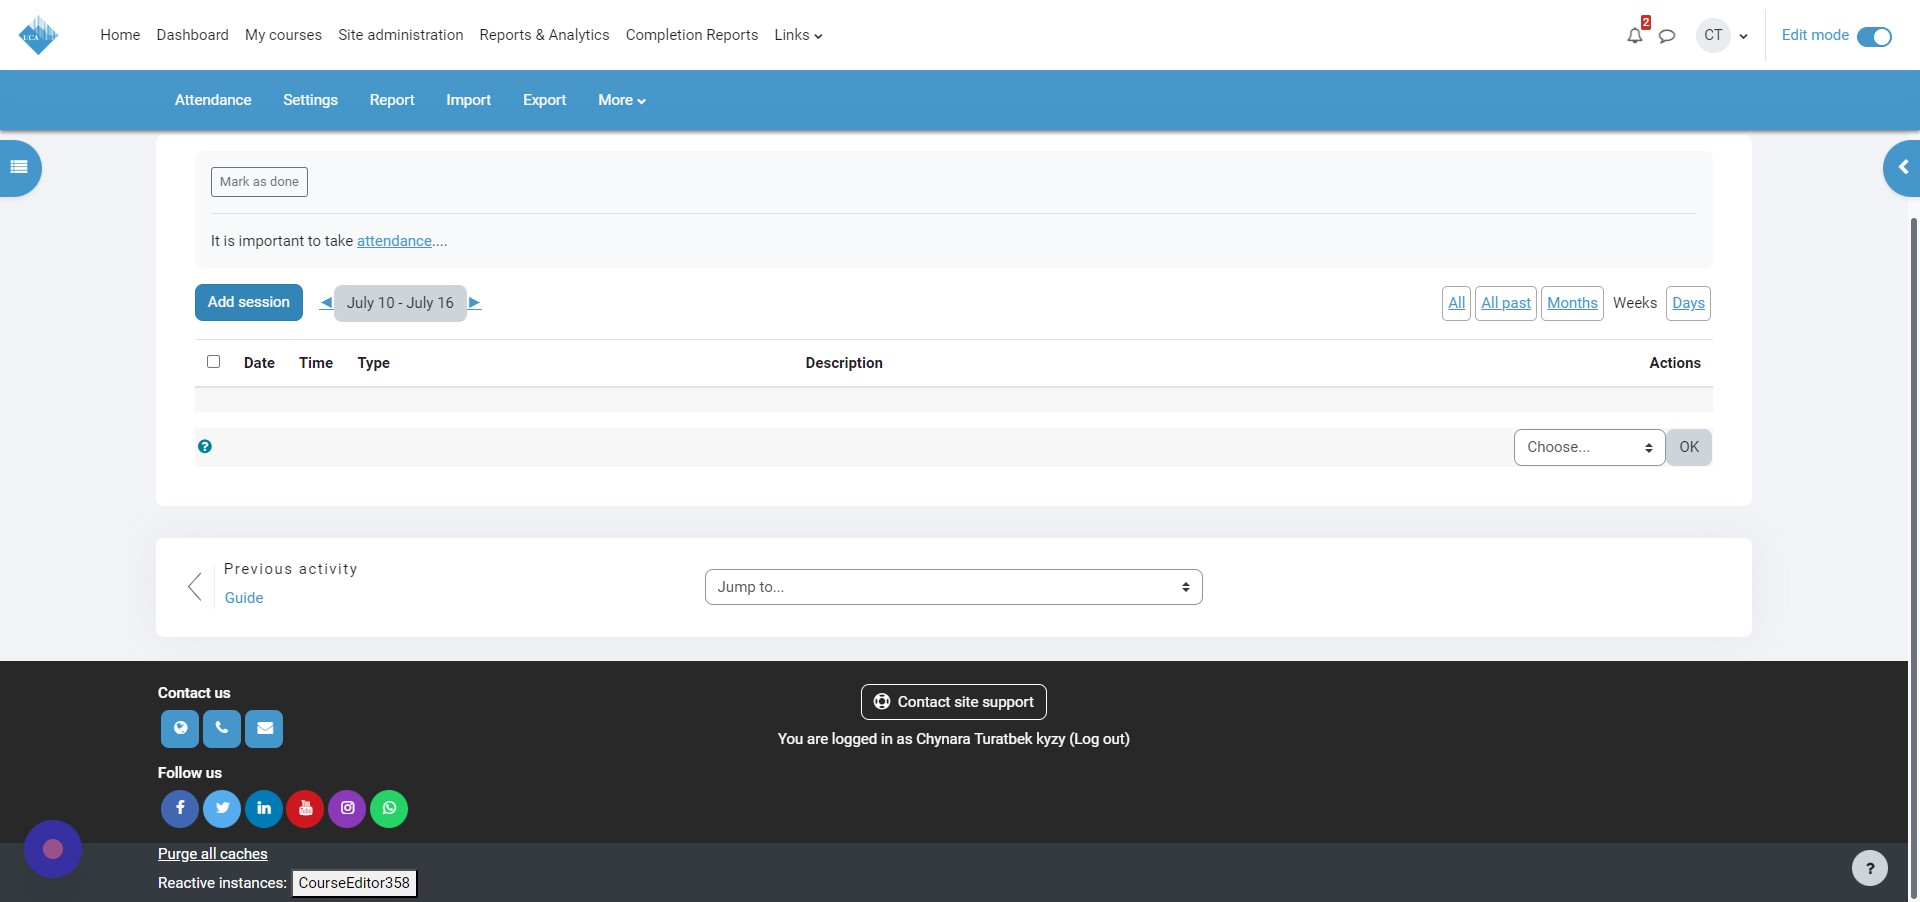 UCA
Home Dashboard My courses Site administration Reports & Analytics Completion Reports Links
2
CT
Edit mode
Attendance Settings Report Import Export More
Mark as done
It is important to take attendance....
Add session
July 10 - July 16
All All past Months Weeks Days
Date Time Type Description Actions
?
Choose... OK
Previous activity
Guide
Jump to...
Contact us
Contact site support
You are logged in as Chynara Turatbek kyzy (Log out)
Follow us
Purge all caches
?
Reactive instances: CourseEditor358